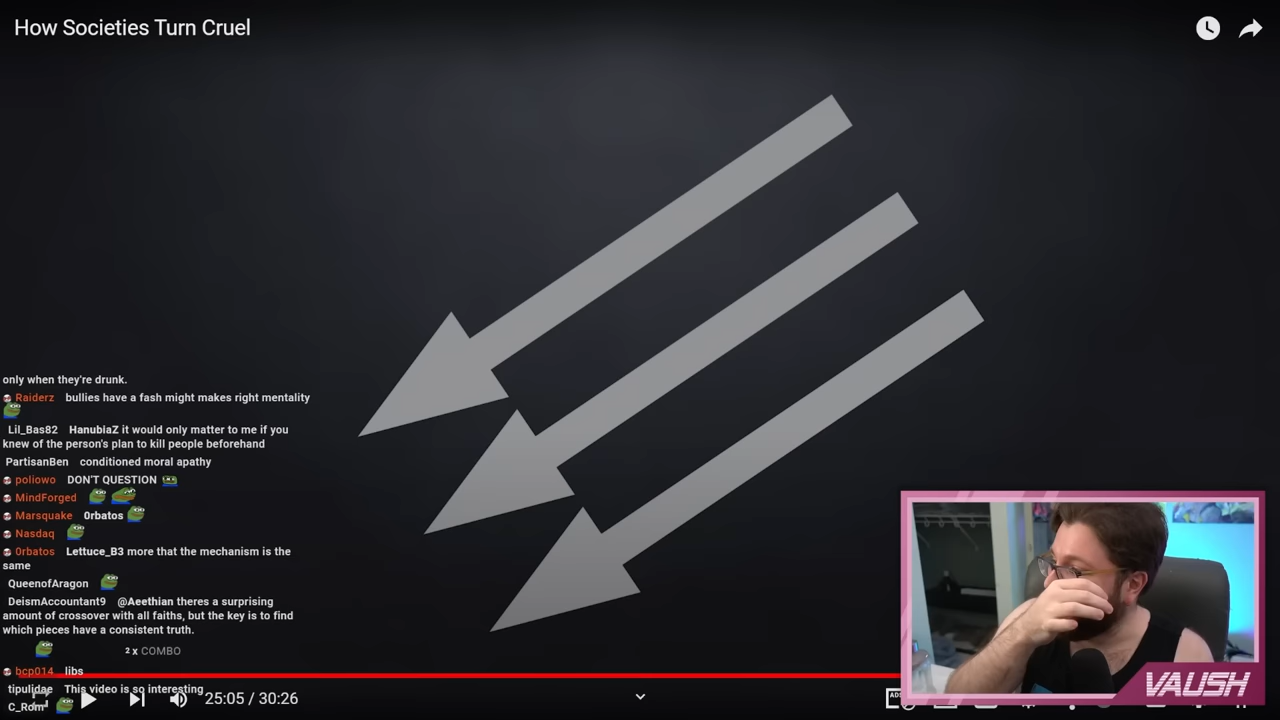 How Societies Turn Cruel
only when they're drunk.
Raiderz bullies have a fash might makes right mentality
Lil_Bas82 HanubiaZ it would only matter to me if you
knew of the person's plan to kill people beforehand
PartisanBen conditioned moral apathy
poliowo DON'T QUESTION
MindForged
Marsquake 0rbatos
Nasdaq
0rbatos Lettuce_B3 more that the mechanism is the
same
QueenofAragon
DeismAccountant9 @Aeethian theres a surprising
amount of crossover with all faiths, but the key is to find
which pieces have a consistent truth.
2 x COMBO
bcp014 libs
tipulidae This video is so interesting
C_Rom
25:05 / 30:26
VAUSH